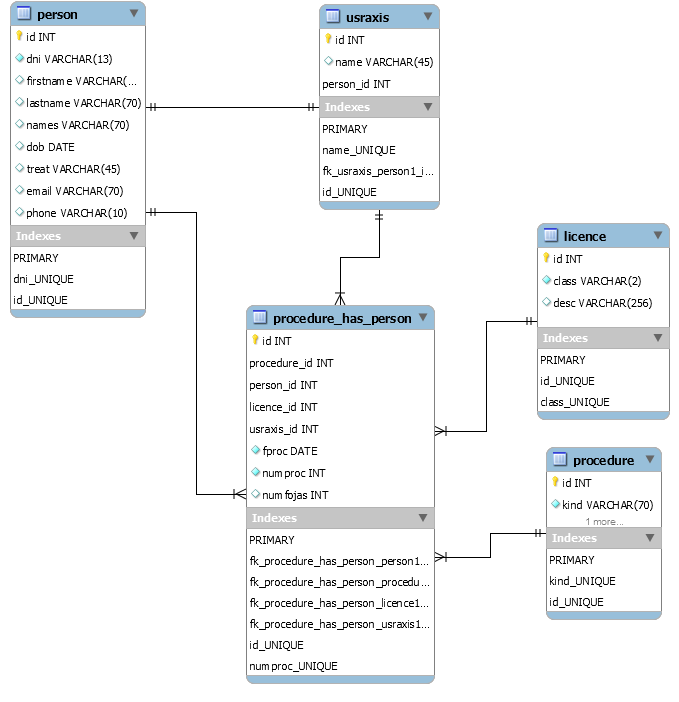 person
id INT
dni VARCHAR(13)
firstname VARCHAR(...
lastname VARCHAR(70)
names VARCHAR(70)
dob DATE
treat VARCHAR(45)
email VARCHAR(70)
phone VARCHAR(10)
Indexes
PRIMARY
dni_UNIQUE
id_UNIQUE
usraxis
id INT
name VARCHAR(45)
person_id INT
Indexes
PRIMARY
name_UNIQUE
fk_usraxis_person1_i...
id_UNIQUE
licence
id INT
class VARCHAR(2)
desc VARCHAR(256)
Indexes
PRIMARY
id_UNIQUE
class_UNIQUE
procedure_has_person
id INT
procedure_id INT
person_id INT
licence_id INT
usraxis_id INT
fproc DATE
numproc INT
numfojas INT
Indexes
PRIMARY
fk_procedure_has_person_person1...
fk_procedure_has_person_procedu...
fk_procedure_has_person_licence1...
fk_procedure_has_person_usraxis1...
id_UNIQUE
numproc_UNIQUE
procedure
id INT
kind VARCHAR(70)
1 more...
Indexes
PRIMARY
kind_UNIQUE
id_UNIQUE